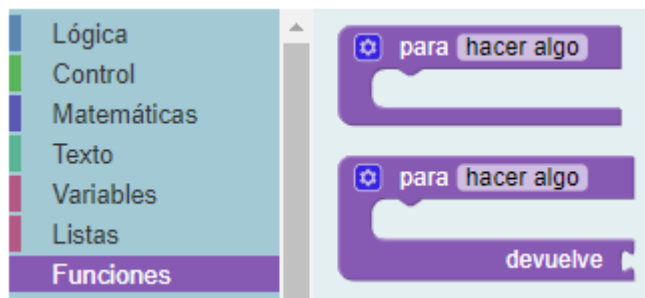 Lógica
Control
Matemáticas
Texto
Variables
Listas
Funciones
para hacer algo
para hacer algo
devuelve